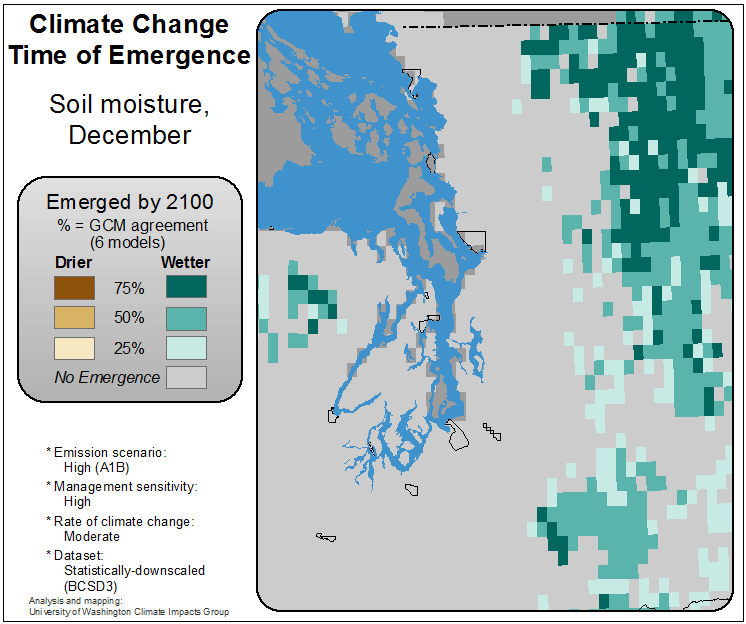 Climate Change
Time of Emergence
Soil moisture,
December
Emerged by 2100
% = GCM agreement
(6 models)
Drier Wetter
75%
50%
25%
No Emergence
* Emission scenario:
High (A1B)
* Management sensitivity:
High
* Rate of climate change:
Moderate
* Dataset:
Statistically-downscaled
(BCSD3)
Analysis and mapping:
University of Washington Climate Impacts Group